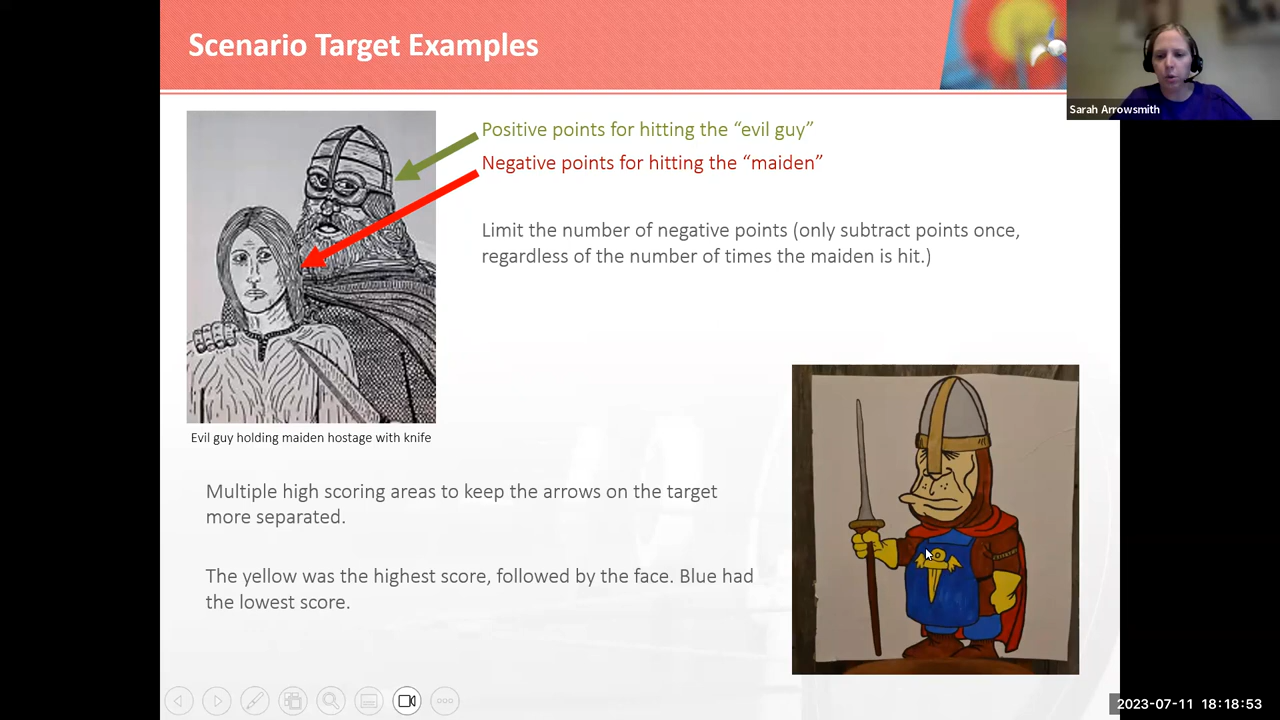 Scenario Target Examples
Sarah Arrowsmith
Positive points for hitting the “evil guy”
Negative points for hitting the “maiden”
Limit the number of negative points (only subtract points once,
regardless of the number of times the maiden is hit.)
Evil guy holding maiden hostage with knife
Multiple high scoring areas to keep the arrows on the target
more separated.
The yellow was the highest score, followed by the face. Blue had
the lowest score.
2023-07-11 18:18:53